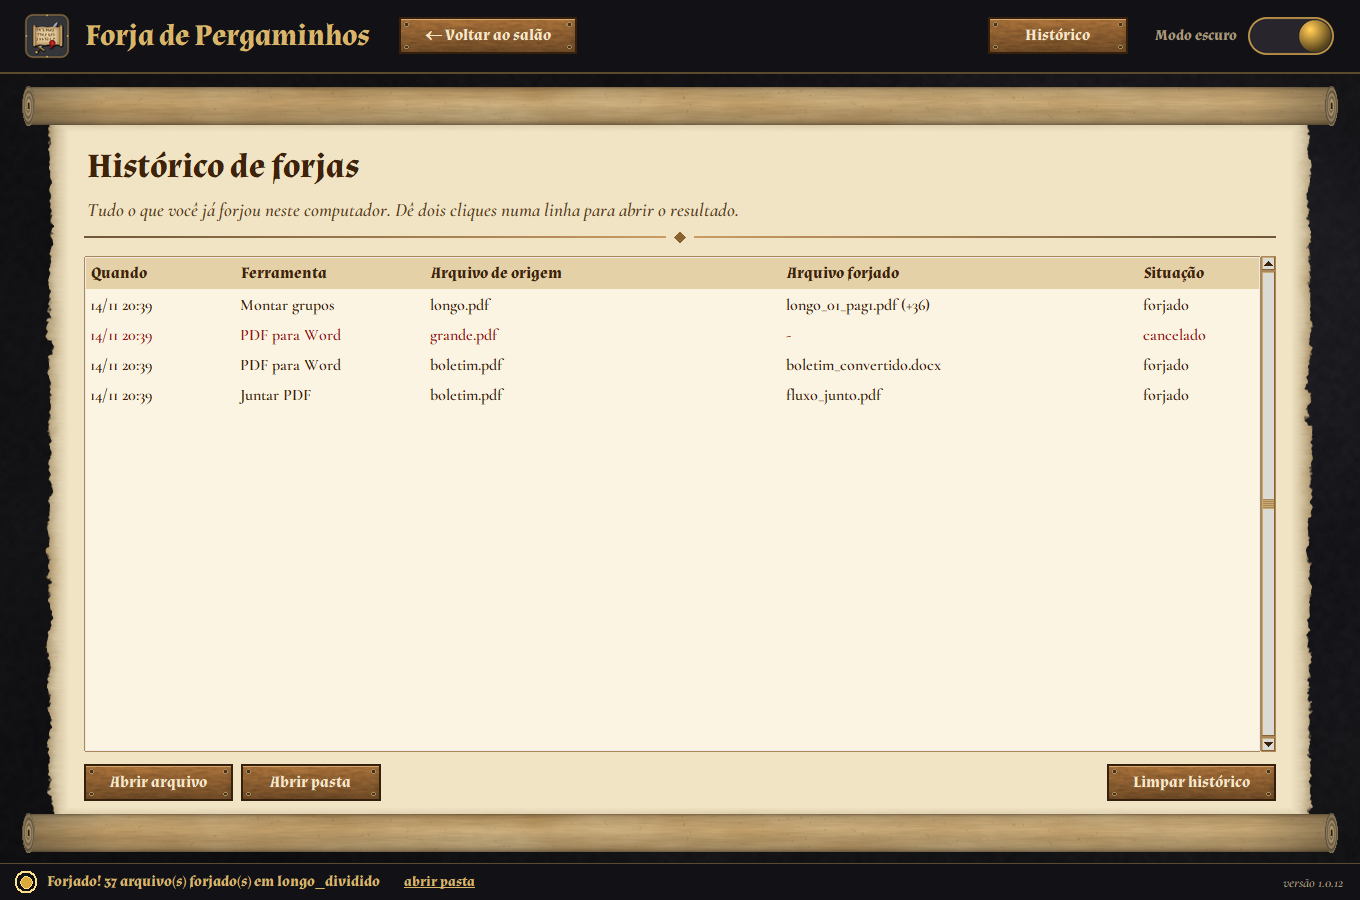 Forja de Pergaminhos
← Voltar ao salão
Histórico
Modo escuro
Histórico de forjas
Tudo o que você já forjou neste computador. Dê dois cliques numa linha para abrir o resultado.
Quando Ferramenta Arquivo de origem Arquivo forjado Situação
14/11 20:39 Montar grupos longo.pdf longo_01_pag1.pdf (+36) forjado
14/11 20:39 PDF para Word grande.pdf - cancelado
14/11 20:39 PDF para Word boletim.pdf boletim_convertido.docx forjado
14/11 20:39 Juntar PDF boletim.pdf fluxo_junto.pdf forjado
Abrir arquivo
Abrir pasta
Limpar histórico
Forjado! 37 arquivo(s) forjado(s) em longo_dividido abrir pasta
versão 1.0.12